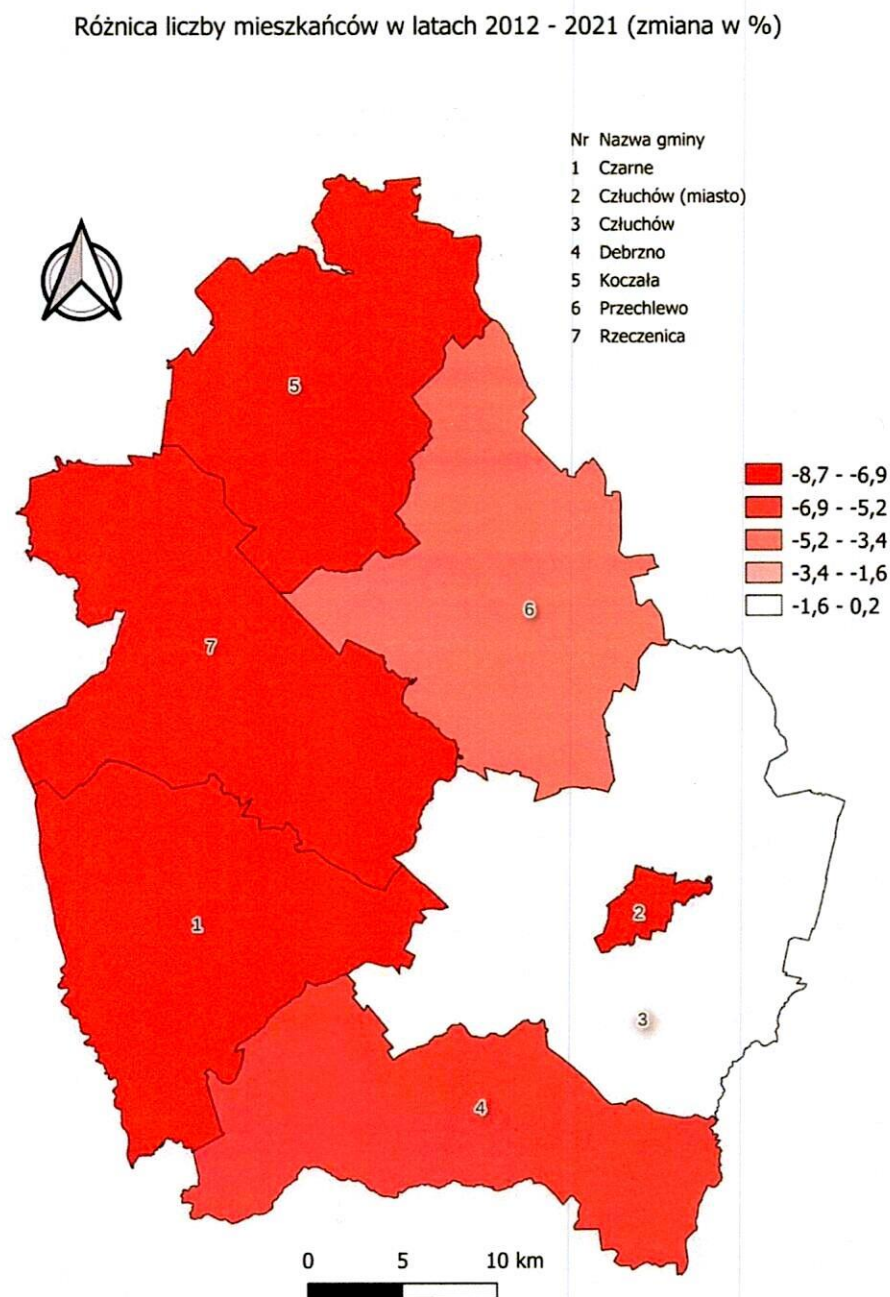 Różnica liczby mieszkańców w latach 2012 - 2021 (zmiana w %)
Nr Nazwa gminy
1 Czarne
2 Człuchów (miasto)
3 Człuchów
4 Debrzno
5 Koczała
6 Przechlewo
7 Rzeczenica
5
-8,7 - -6,9
-6,9 - -5,2
-5,2 - -3,4
-3,4 - -1,6
-1,6 - 0,2
6
7
2
1
3
4
0 5 10 km